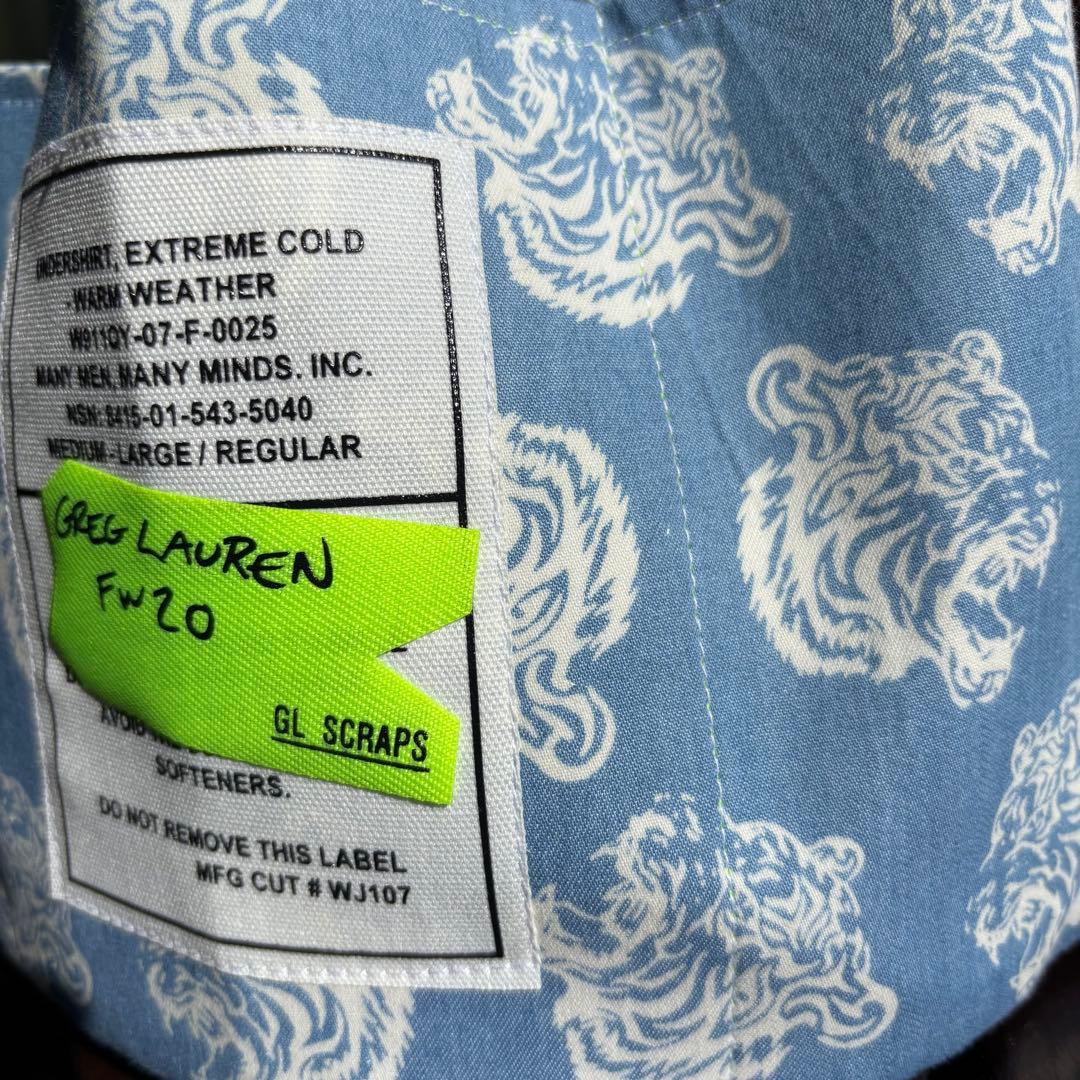 UNDERSHIRT, EXTREME COLD
-WARM WEATHER
W911QY-07-F-0025
MANY MEN, MANY MINDS. INC.
NSN: 8415-01-543-5040
MEDIUM-LARGE / REGULAR
GREG LAUREN
FW20
GL SCRAPS
AVOID
SOFTENERS.
DO NOT REMOVE THIS LABEL
MFG CUT # WJ107